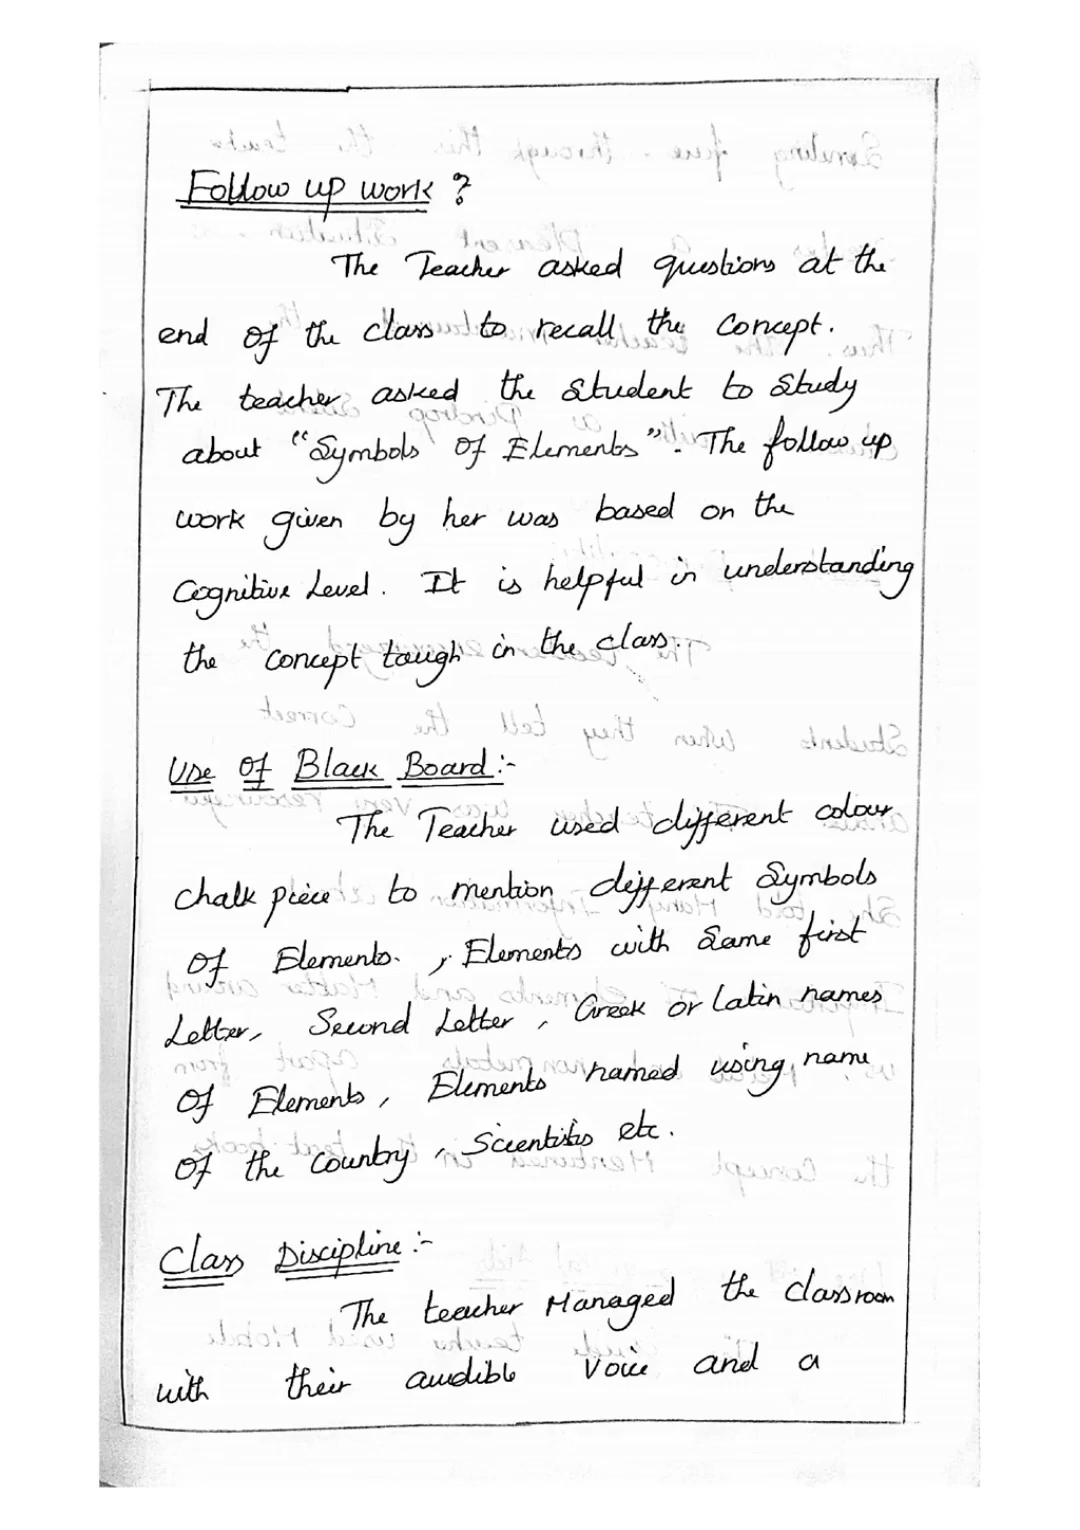 Follow up work ?
The Teacher asked questions at the
end of the class to recall the concept.
The teacher asked the Student to Study
about "Symbols of Elements". The follow up
work given by her was based on the
Cognitive Level. It is helpful in understanding
the concept taugh in the class.
Use of Black Board :-
The Teacher used different colour
chalk piece to mention different Symbols
of Elements. , Elements with Same first
Letter, Second Letter, Greek or Latin names
of Elements, Elements named using name
of the country, Scientists etc.
Class Discipline :-
The teacher Managed the classroom
with their audible Voice and a